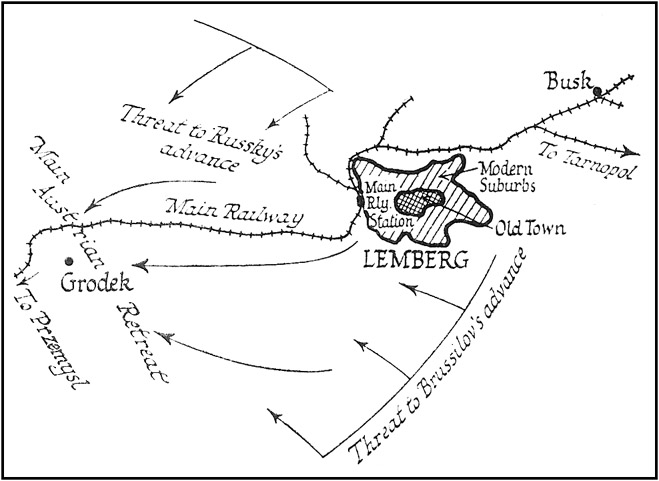 Busk
To Tarnopol
Threat to Russky's
advance
Modern
Suburbs
Main
Rly.
Station
Old Town
LEMBERG
Main Railway
Main Austrian Retreat
Grodek
To Przemysl
Threat to Brussilov's advance